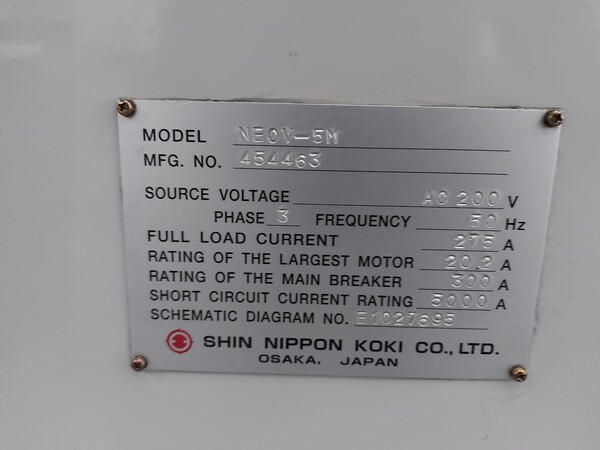 MODEL NEOV-5M
MFG. NO. 454463
SOURCE VOLTAGE AC 200 V
PHASE 3 FREQUENCY 50 Hz
FULL LOAD CURRENT 275 A
RATING OF THE LARGEST MOTOR 20.2 A
RATING OF THE MAIN BREAKER 300 A
SHORT CIRCUIT CURRENT RATING 5000 A
SCHEMATIC DIAGRAM NO. E1027695
SHIN NIPPON KOKI CO., LTD.
OSAKA, JAPAN